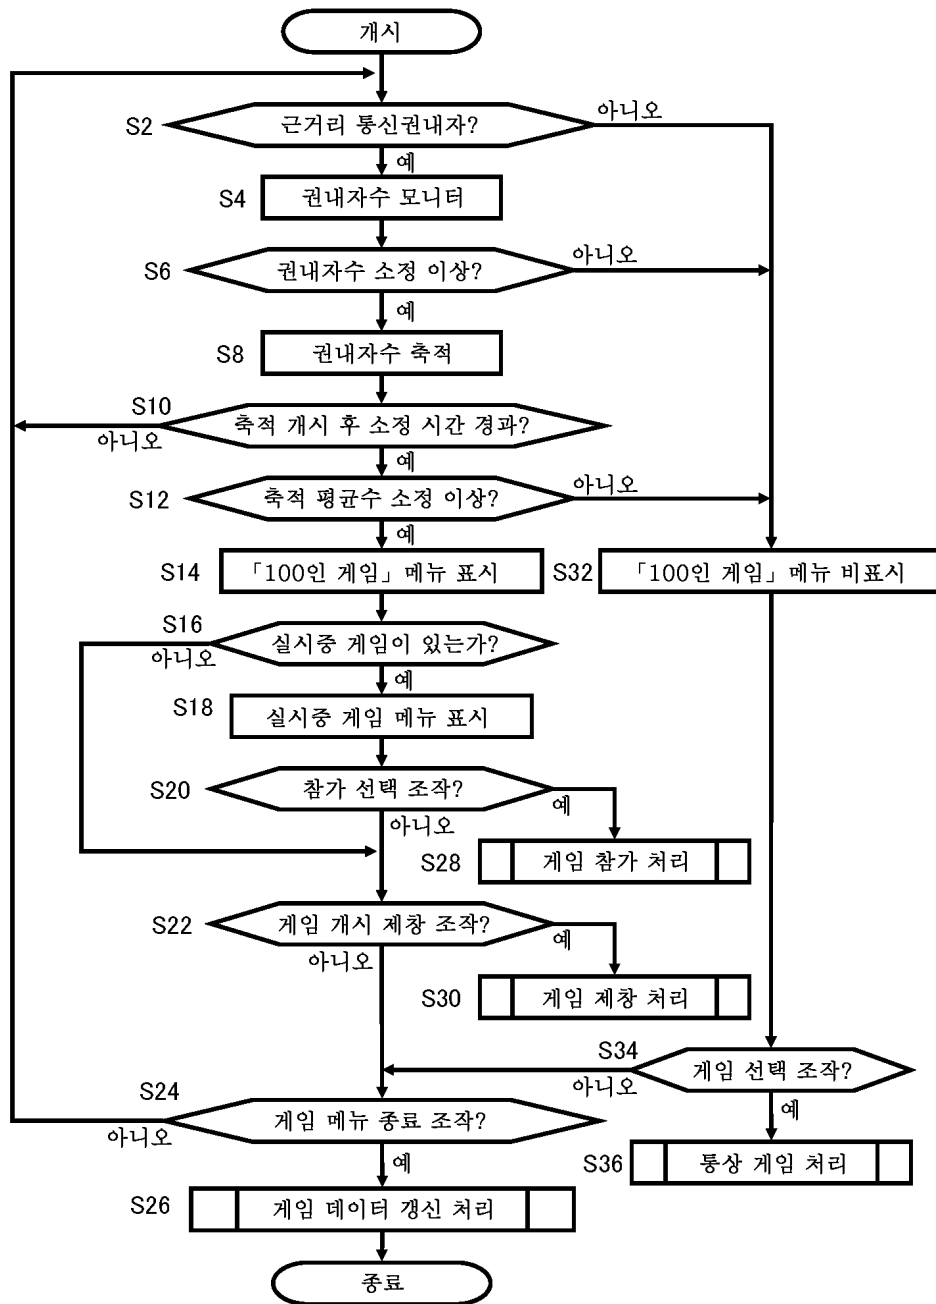 개시
S2
근거리 통신권내자?
아니오
예
S4
권내자수 모니터
S6
권내자수 소정 이상?
아니오
예
S8
권내자수 축적
S10
축적 개시 후 소정 시간 경과?
아니오
예
S12
축적 평균수 소정 이상?
아니오
예
S14
「100인 게임」 메뉴 표시
S32
「100인 게임」 메뉴 비표시
S16
실시중 게임이 있는가?
아니오
예
S18
실시중 게임 메뉴 표시
S20
참가 선택 조작?
예
아니오
S28
게임 참가 처리
S22
게임 개시 제창 조작?
예
아니오
S30
게임 제창 처리
S34
게임 선택 조작?
아니오
예
S24
게임 메뉴 종료 조작?
아니오
예
S36
통상 게임 처리
S26
게임 데이터 갱신 처리
종료